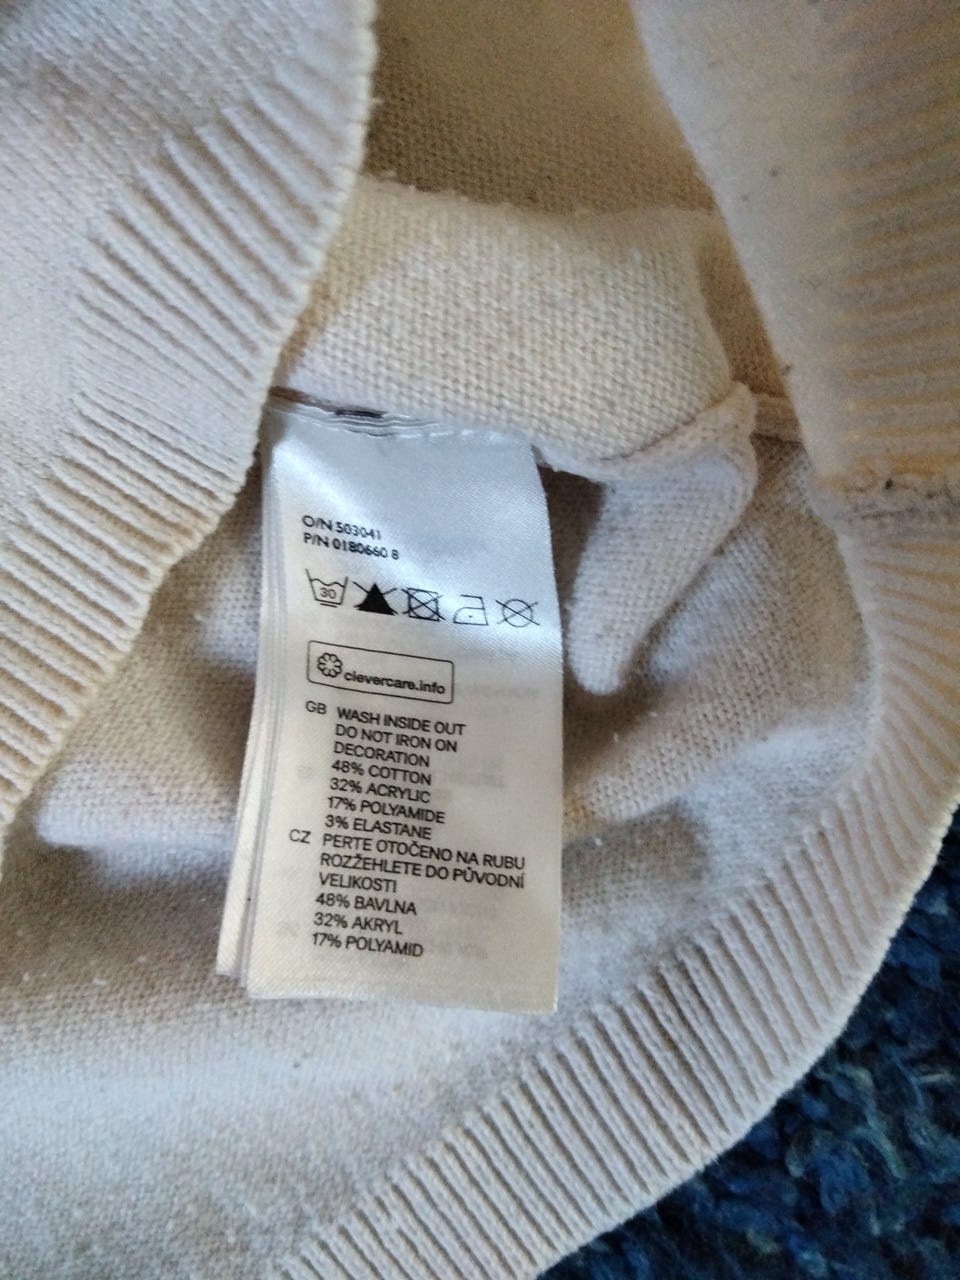 O/N 503041
P/N 0180660 8
30
clevercare.info
GB WASH INSIDE OUT
DO NOT IRON ON
DECORATION
48% COTTON
32% ACRYLIC
17% POLYAMIDE
3% ELASTANE
CZ PERTE OTOČENO NA RUBU
ROZŽEHLETE DO PŮVODNÍ
VELIKOSTI
48% BAVLNA
32% AKRYL
17% POLYAMID